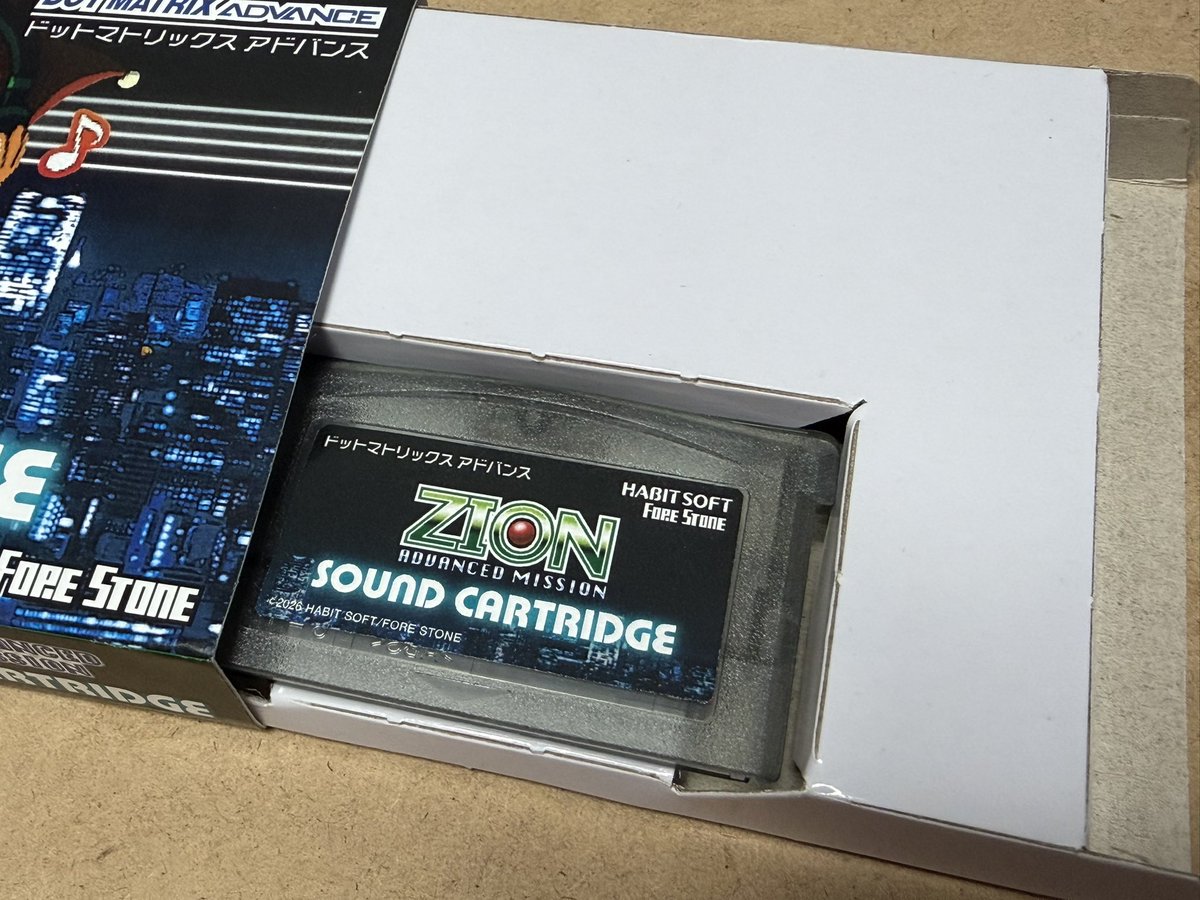 DOT MATRIX ADVANCE
ドットマトリックス アドバンス
FORE STONE
CARTRIDGE
ドットマトリックス アドバンス
HABIT SOFT
FORE STONE
ZION
ADVANCED MISSION
SOUND CARTRIDGE
©2026 HABIT SOFT/FORE STONE